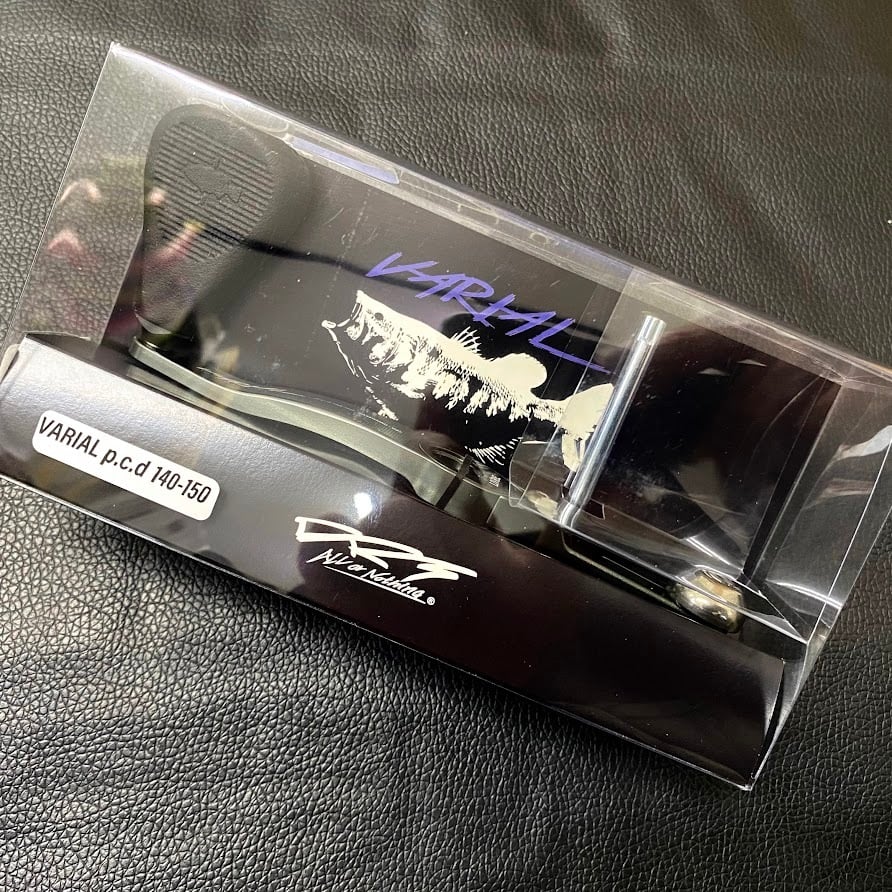 VARIAL
VARIAL p.c.d 140-150
DRT
All or Nothing ®